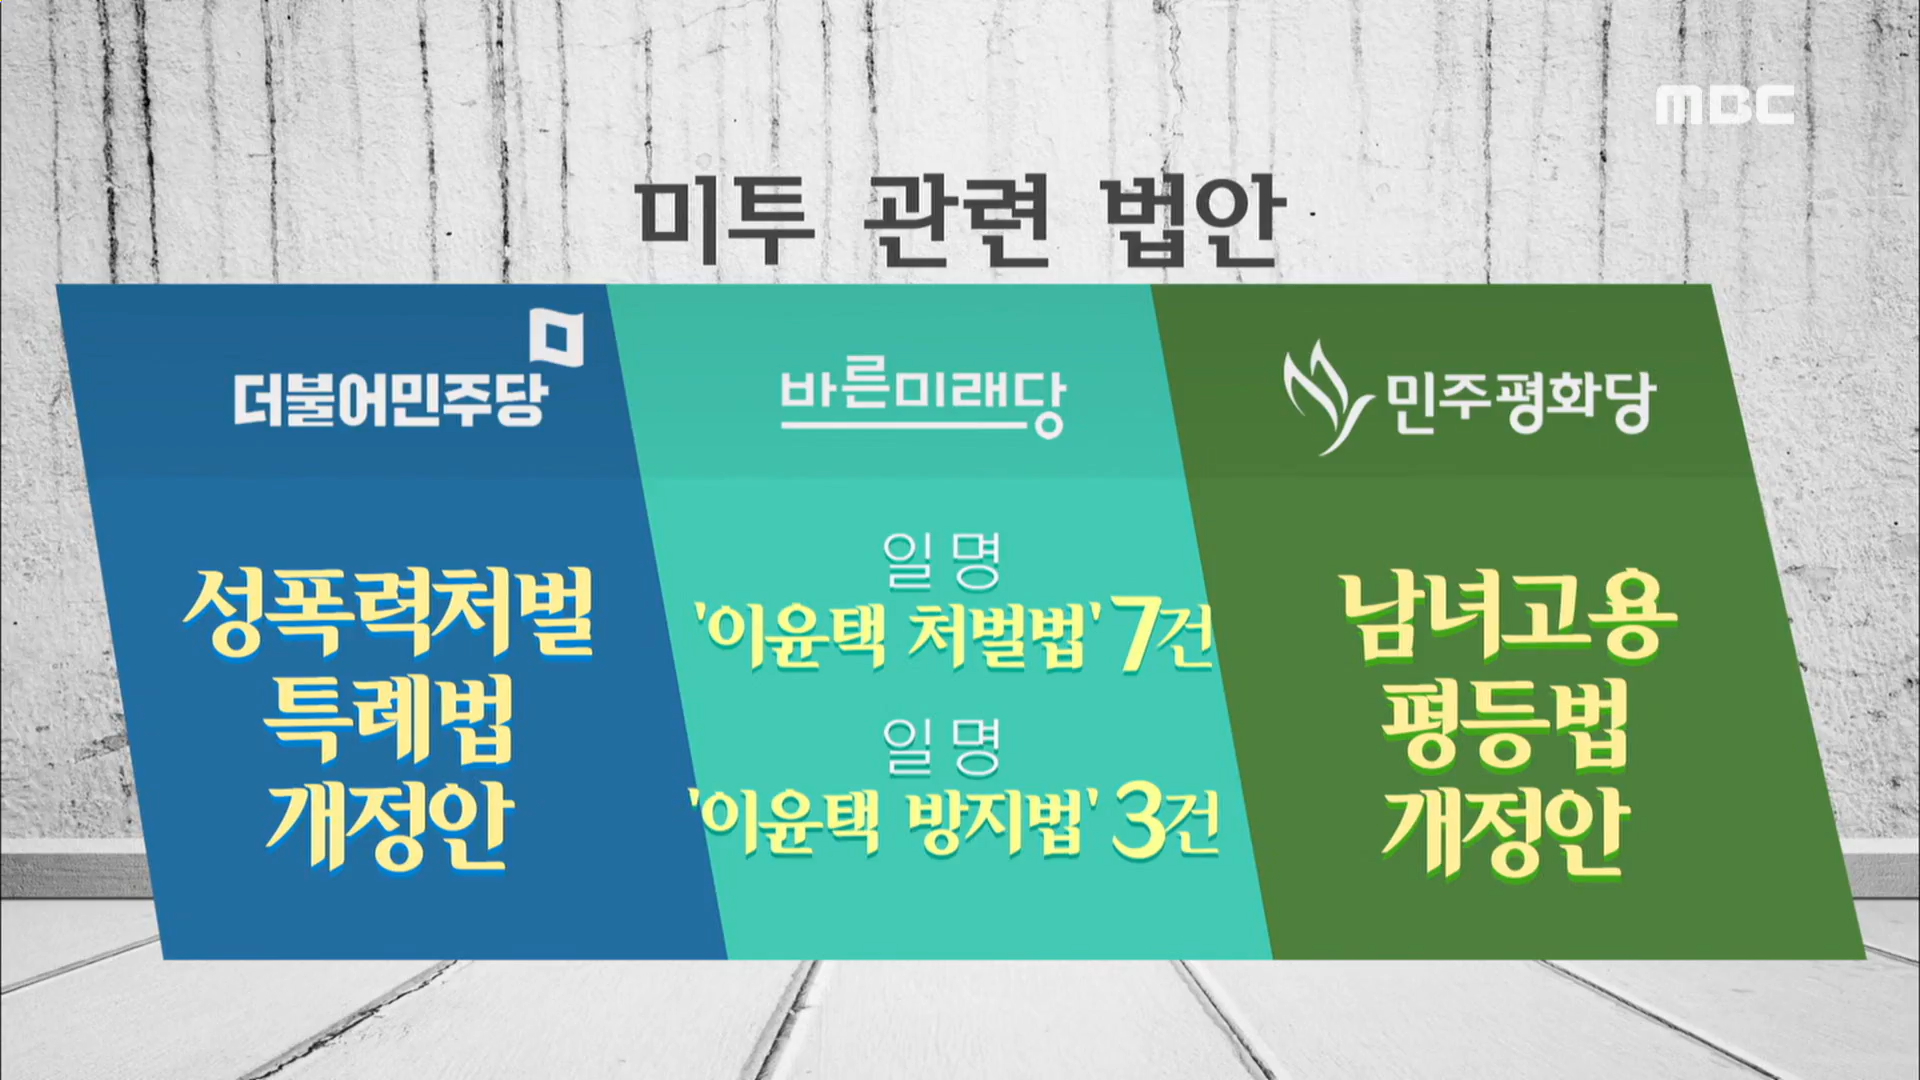 MBC
미투 관련 법안
더불어민주당
바른미래당
민주평화당
성폭력처벌
특례법
개정안
일명
'이윤택 처벌법' 7건
일명
'이윤택 방지법' 3건
남녀고용
평등법
개정안